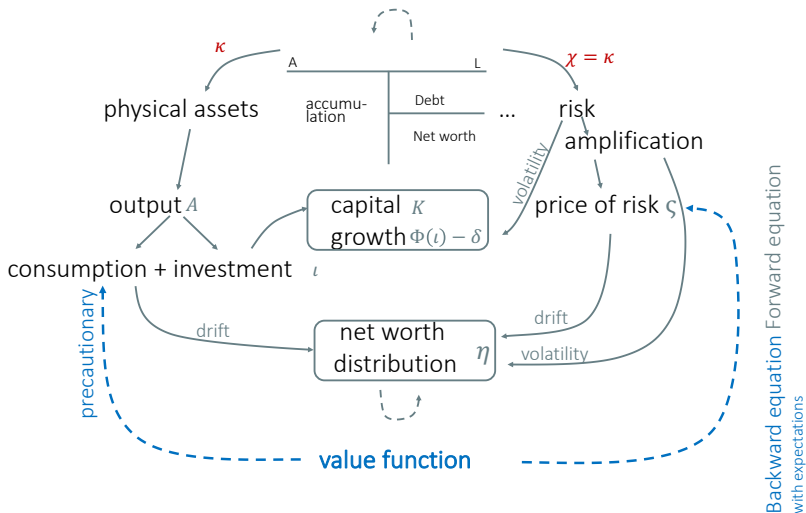 κ
χ = κ
A
L
physical assets
accumu-
lation
Debt
Net worth
...
risk
amplification
volatility
output A
capital K
growth Φ(ι) − δ
price of risk ς
consumption + investment ι
precautionary
drift
net worth
distribution η
drift
volatility
value function
Backward equation Forward equation
with expectations